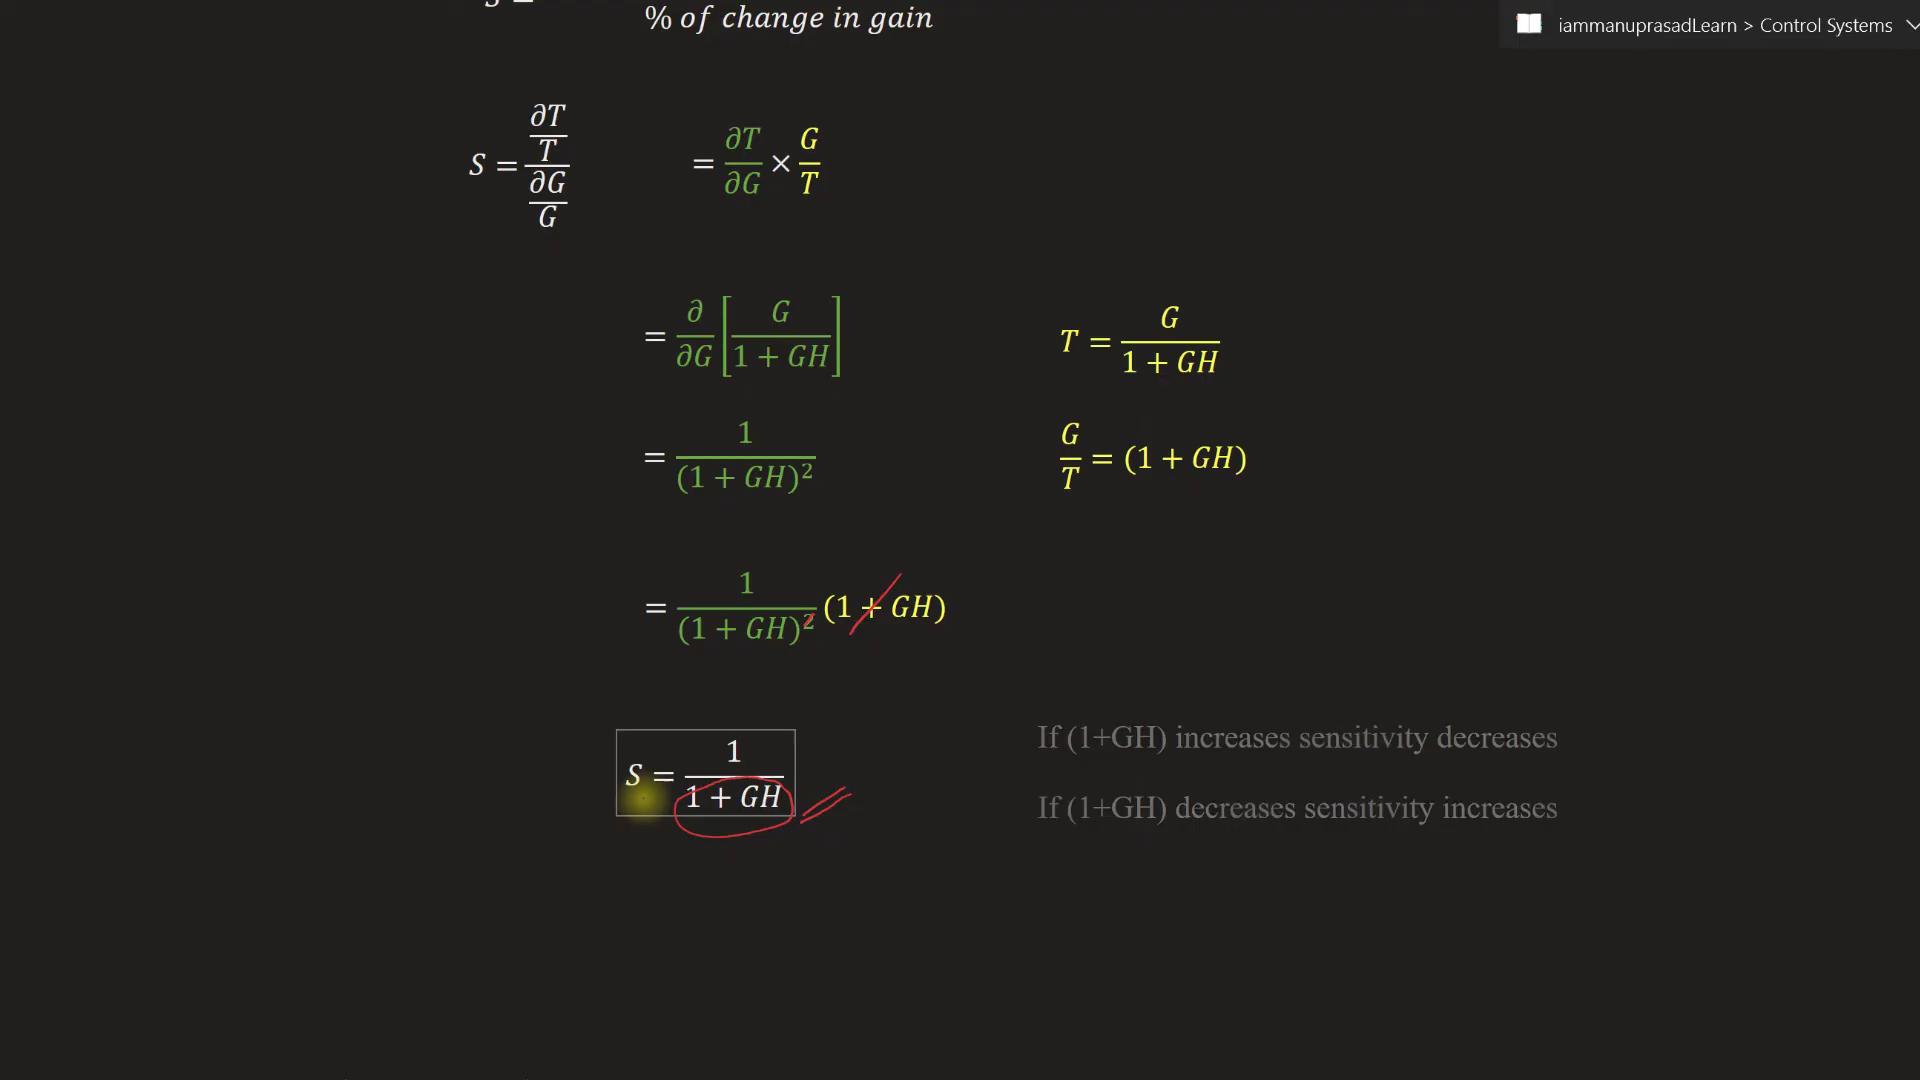 % of change in gain
iammanuprasadLearn > Control Systems
S = ∂T/T / ∂G/G = ∂T/∂G × G/T
= ∂/∂G [G/(1 + GH)]
T = G/(1 + GH)
= 1/(1 + GH)²
G/T = (1 + GH)
= 1/(1 + GH)² (1 + GH)
S = 1/(1 + GH)
If (1+GH) increases sensitivity decreases
If (1+GH) decreases sensitivity increases